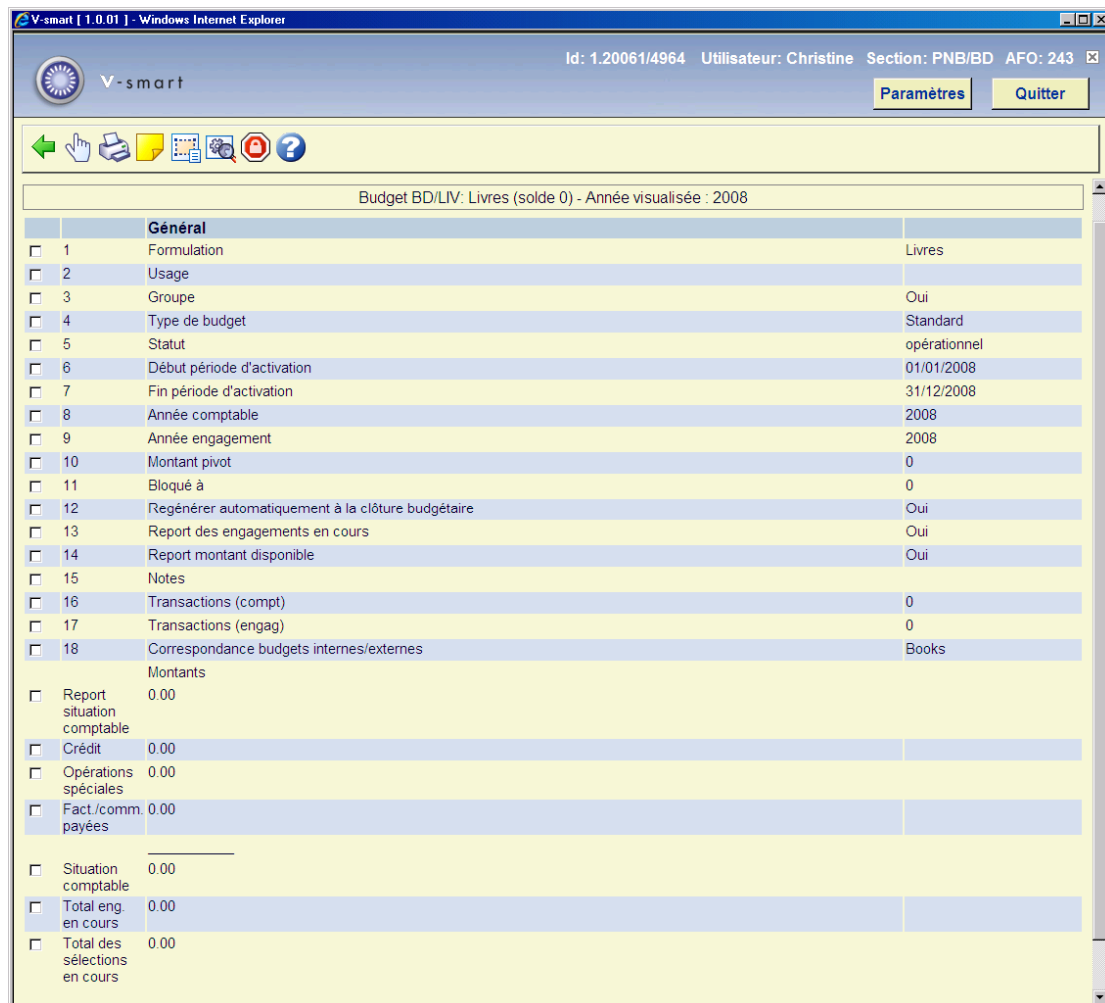 V-smart [ 1.0.01 ] - Windows Internet Explorer
Id: 1.20061/4964 Utilisateur: Christine Section: PNB/BD AFO: 243
V-smart
Paramètres Quitter
Budget BD/LIV: Livres (solde 0) - Année visualisée : 2008
Général
1 Formulation Livres
2 Usage
3 Groupe Oui
4 Type de budget Standard
5 Statut opérationnel
6 Début période d'activation 01/01/2008
7 Fin période d'activation 31/12/2008
8 Année comptable 2008
9 Année engagement 2008
10 Montant pivot 0
11 Bloqué à 0
12 Regénérer automatiquement à la clôture budgétaire Oui
13 Report des engagements en cours Oui
14 Report montant disponible Oui
15 Notes
16 Transactions (compt) 0
17 Transactions (engag) 0
18 Correspondance budgets internes/externes Books
Montants
Report 0.00
situation
comptable
Crédit 0.00
Opérations 0.00
spéciales
Fact./comm. 0.00
payées
Situation 0.00
comptable
Total eng. 0.00
en cours
Total des 0.00
sélections
en cours